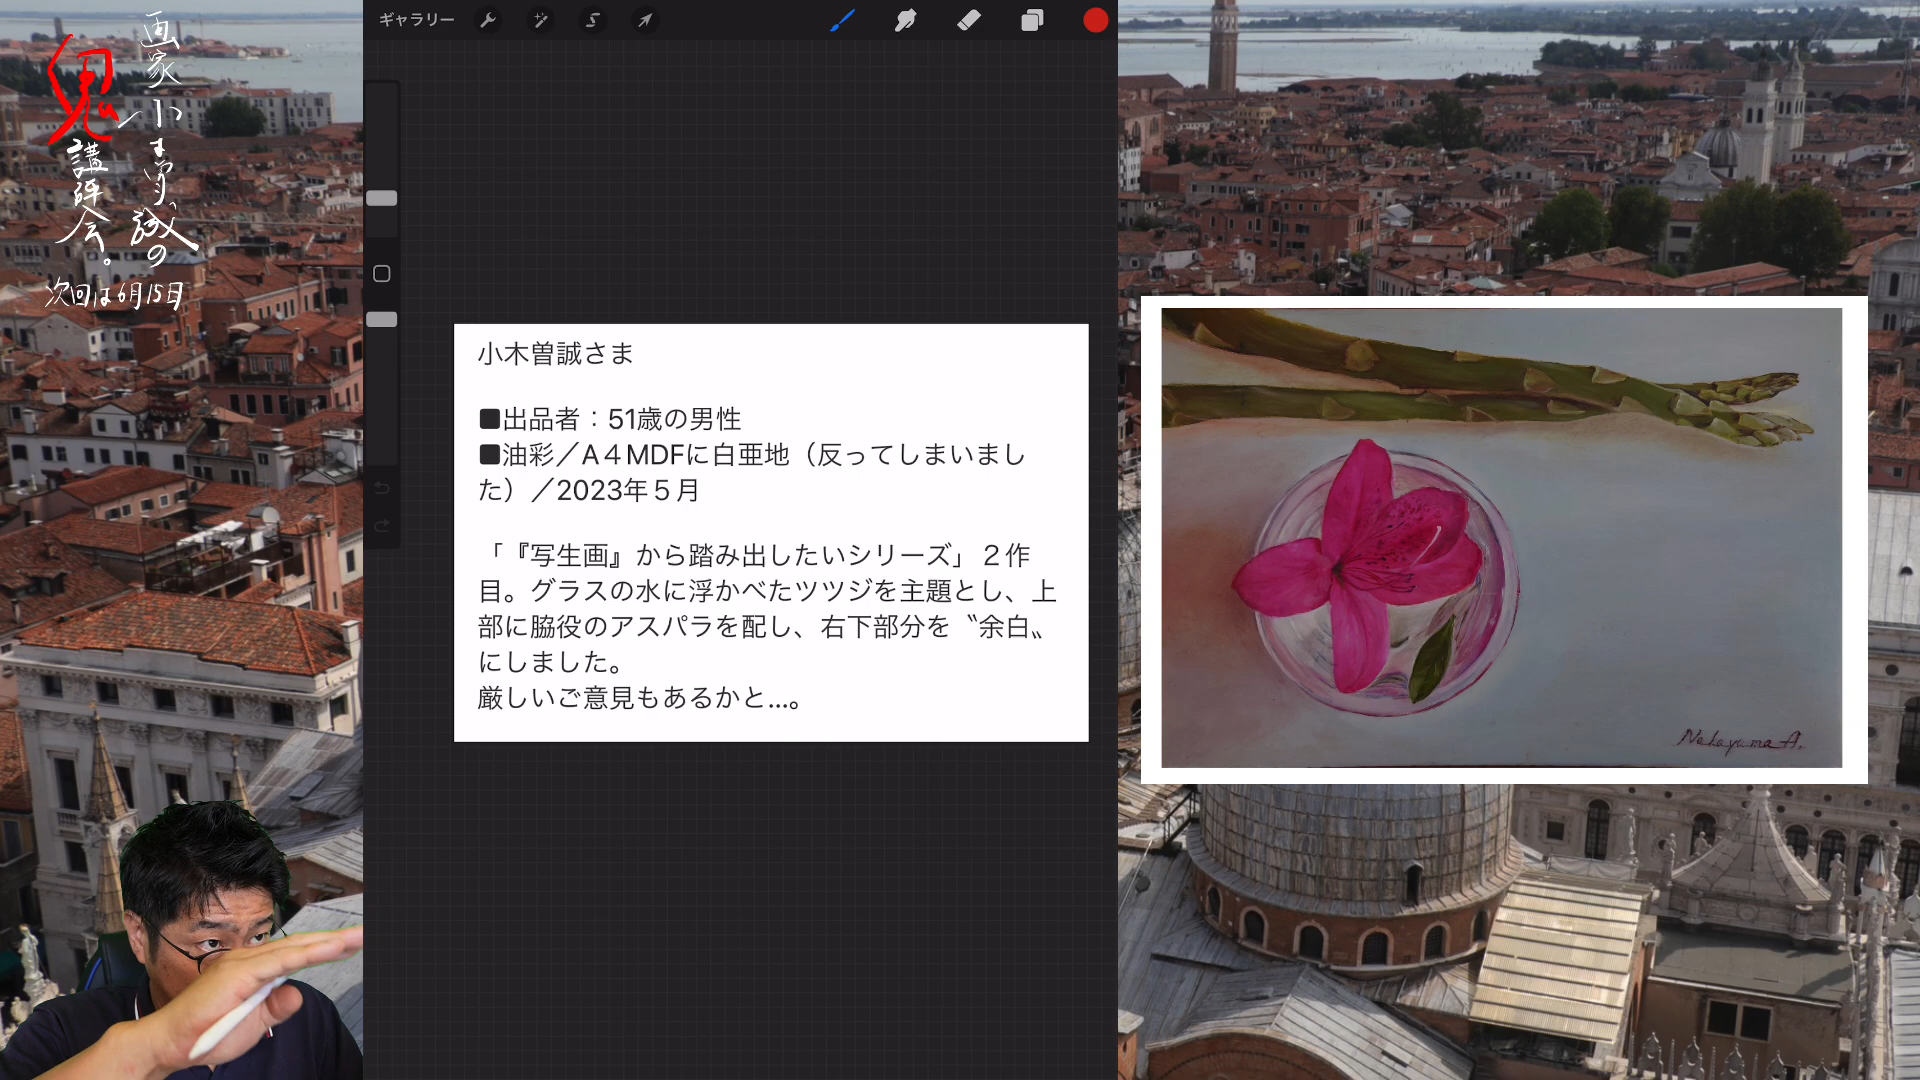 画家小木曽誠の
鬼講評会。
次回は6月15日
ギャラリー
小木曽誠さま
■出品者：51歳の男性
■油彩／A４MDFに白亜地（反ってしまいまし
た）／2023年５月
「『写生画』から踏み出したいシリーズ」２作
目。グラスの水に浮かべたツツジを主題とし、上
部に脇役のアスパラを配し、右下部分を〝余白〟
にしました。
厳しいご意見もあるかと…。
Nakayuma A.